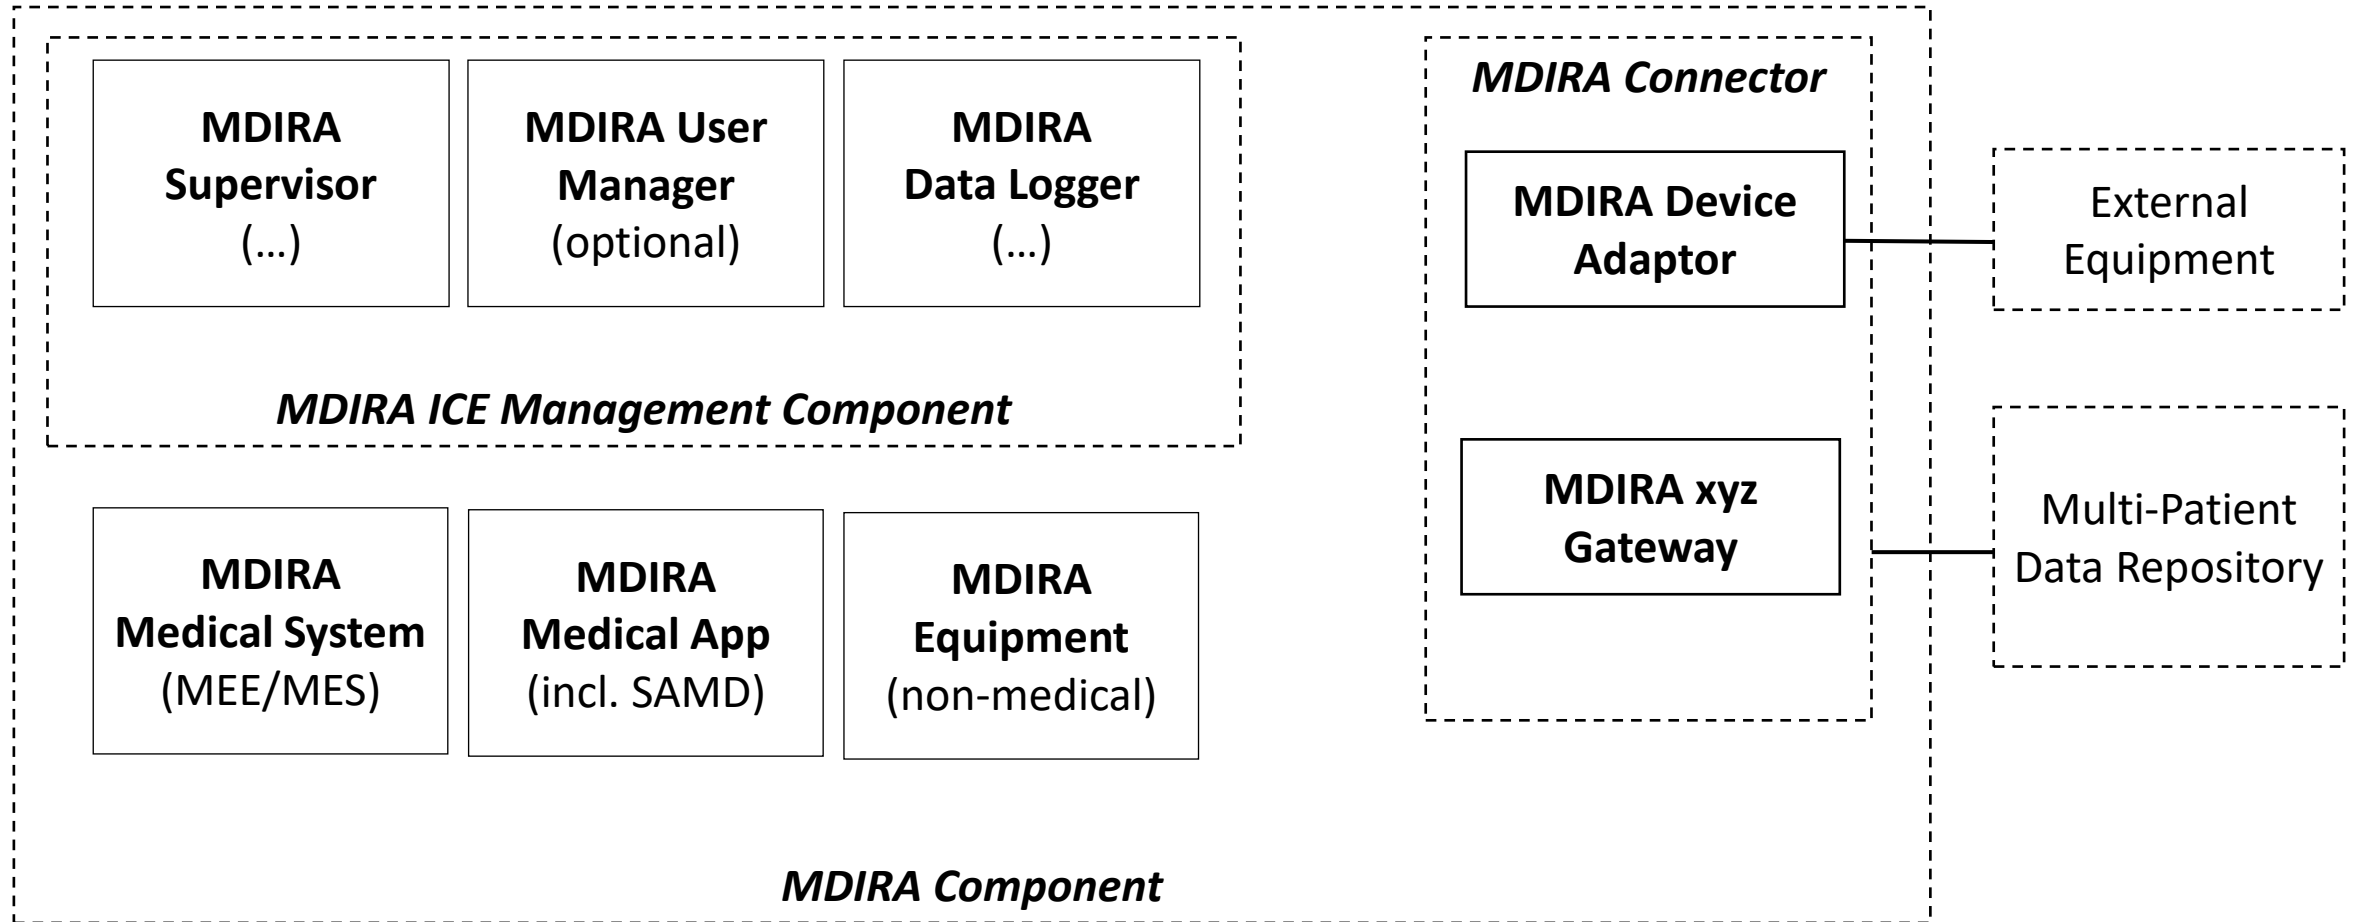 MDIRA
Supervisor
(...)
MDIRA User
Manager
(optional)
MDIRA
Data Logger
(...)
MDIRA ICE Management Component
MDIRA Connector
MDIRA Device
Adaptor
External
Equipment
MDIRA xyz
Gateway
Multi-Patient
Data Repository
MDIRA
Medical System
(MEE/MES)
MDIRA
Medical App
(incl. SAMD)
MDIRA
Equipment
(non-medical)
MDIRA Component